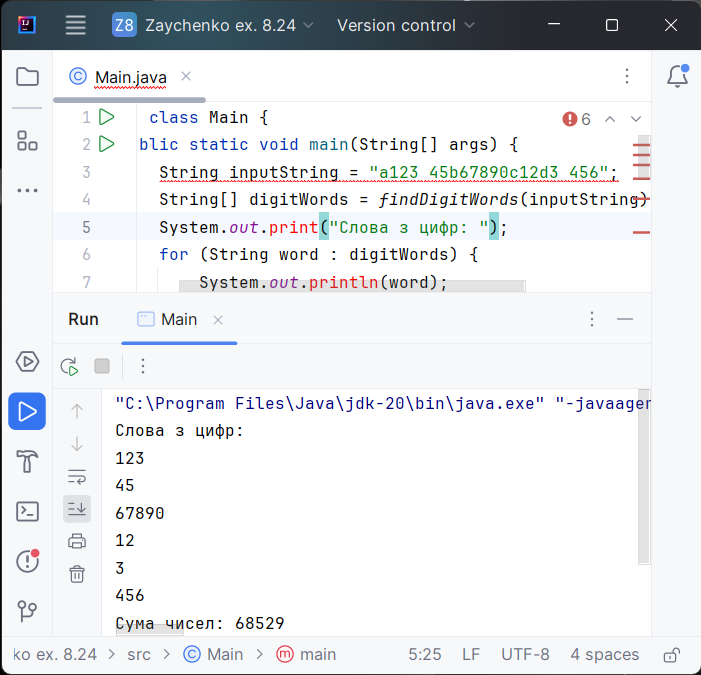 Z8 Zaychenko ex. 8.24 Version control
Main.java
1 class Main { 6
2 blic static void main(String[] args) {
3 String inputString = "a123 45b67890c12d3 456";
4 String[] digitWords = findDigitWords(inputString)
5 System.out.print("Слова з цифр: ");
6 for (String word : digitWords) {
7 System.out.println(word);
Run Main
"C:\Program Files\Java\jdk-20\bin\java.exe" "-javaager
Слова з цифр:
123
45
67890
12
3
456
Сума чисел: 68529
ko ex. 8.24 > src > Main > main 5:25 LF UTF-8 4 spaces